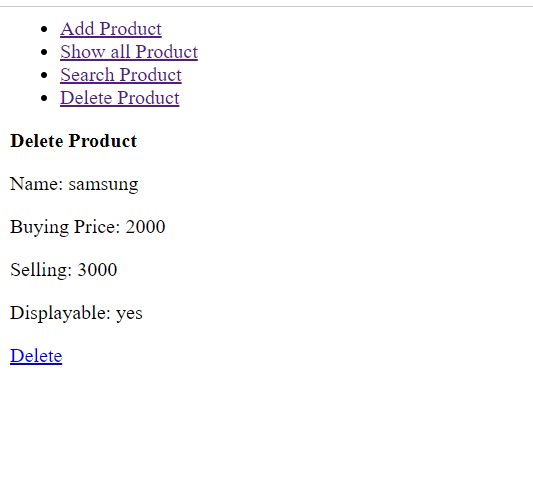 Add Product
Show all Product
Search Product
Delete Product
Delete Product
Name: samsung
Buying Price: 2000
Selling: 3000
Displayable: yes
Delete